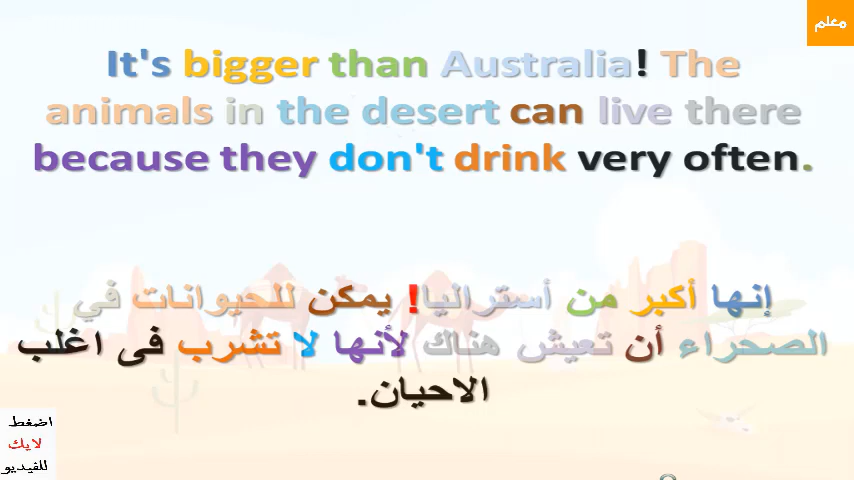 معلم
It's bigger than Australia! The
animals in the desert can live there
because they don't drink very often.
إنها أكبر من أستراليا! يمكن للحيوانات في
الصحراء أن تعيش هناك لأنها لا تشرب فى اغلب
الاحيان.
اضغط
لايك
للفيديو